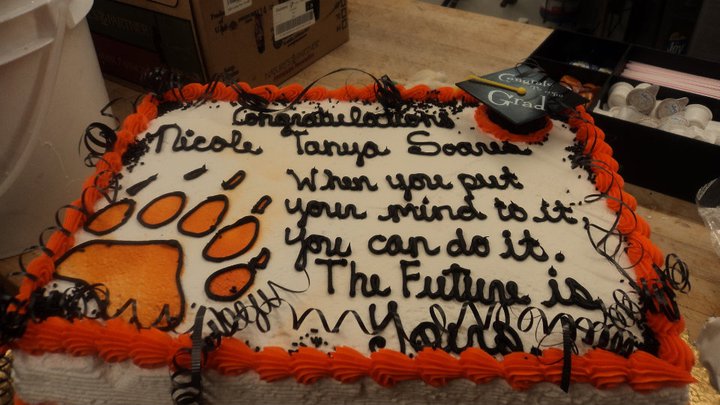 Congratulations
Nicole Tanya Soares
When you put
your mind to it,
you can do it.
The Future is
Yours
Congrats
Grad